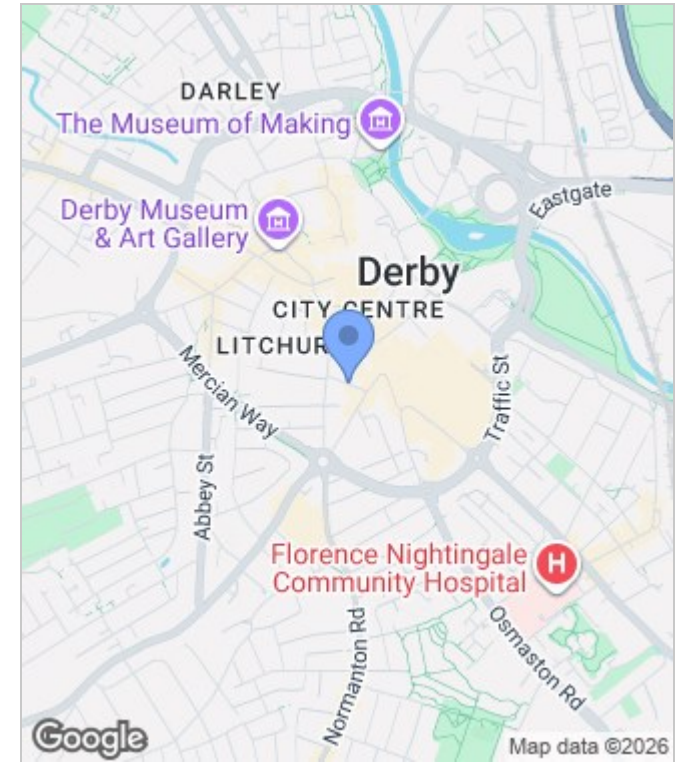 DARLEY
The Museum of Making
Eastgate
Derby Museum
& Art Gallery
Derby
CITY CENTRE
LITCHUR
Mercian Way
Traffic St
Abbey St
Florence Nightingale
Community Hospital
H
Osmaston Rd
Normanton Rd
Google
Map data ©2026